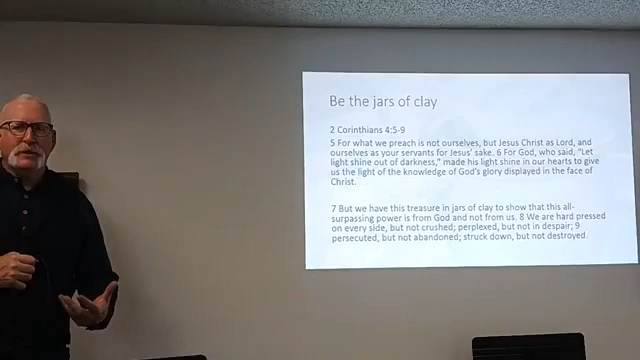 Be the jars of clay
2 Corinthians 4:5-9
5 For what we preach is not ourselves, but Jesus Christ as Lord, and
ourselves as your servants for Jesus' sake. 6 For God, who said, "Let
light shine out of darkness," made his light shine in our hearts to give
us the light of the knowledge of God's glory displayed in the face of
Christ.
7 But we have this treasure in jars of clay to show that this all-
surpassing power is from God and not from us. 8 We are hard pressed
on every side, but not crushed; perplexed, but not in despair; 9
persecuted, but not abandoned; struck down, but not destroyed.